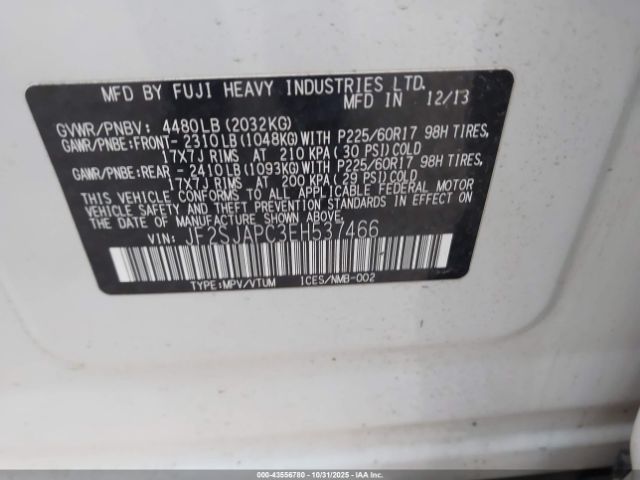 MFD BY FUJI HEAVY INDUSTRIES LTD.
MFD IN 12/13
GVWR/PNBV: 4480LB (2032KG)
GAWR/PNBE:FRONT- 2310LB (1048KG) WITH P225/60R17 98H TIRES,
17X7J RIMS AT 210 KPA (30 PSI) COLD
GAWR/PNBE:REAR - 2410LB (1093KG) WITH P225/60R17 98H TIRES,
17X7J RIMS AT 200 KPA (29 PSI) COLD
THIS VEHICLE CONFORMS TO ALL APPLICABLE FEDERAL MOTOR
VEHICLE SAFETY AND THEFT PREVENTION STANDARDS IN EFFECT ON
THE DATE OF MANUFACTURE SHOWN ABOVE.
VIN: JF2SJAPC3EH537466
TYPE:MPV/VTUM ICES/NMB-002
000-43556780 - 10/31/2025 - IAAI.com